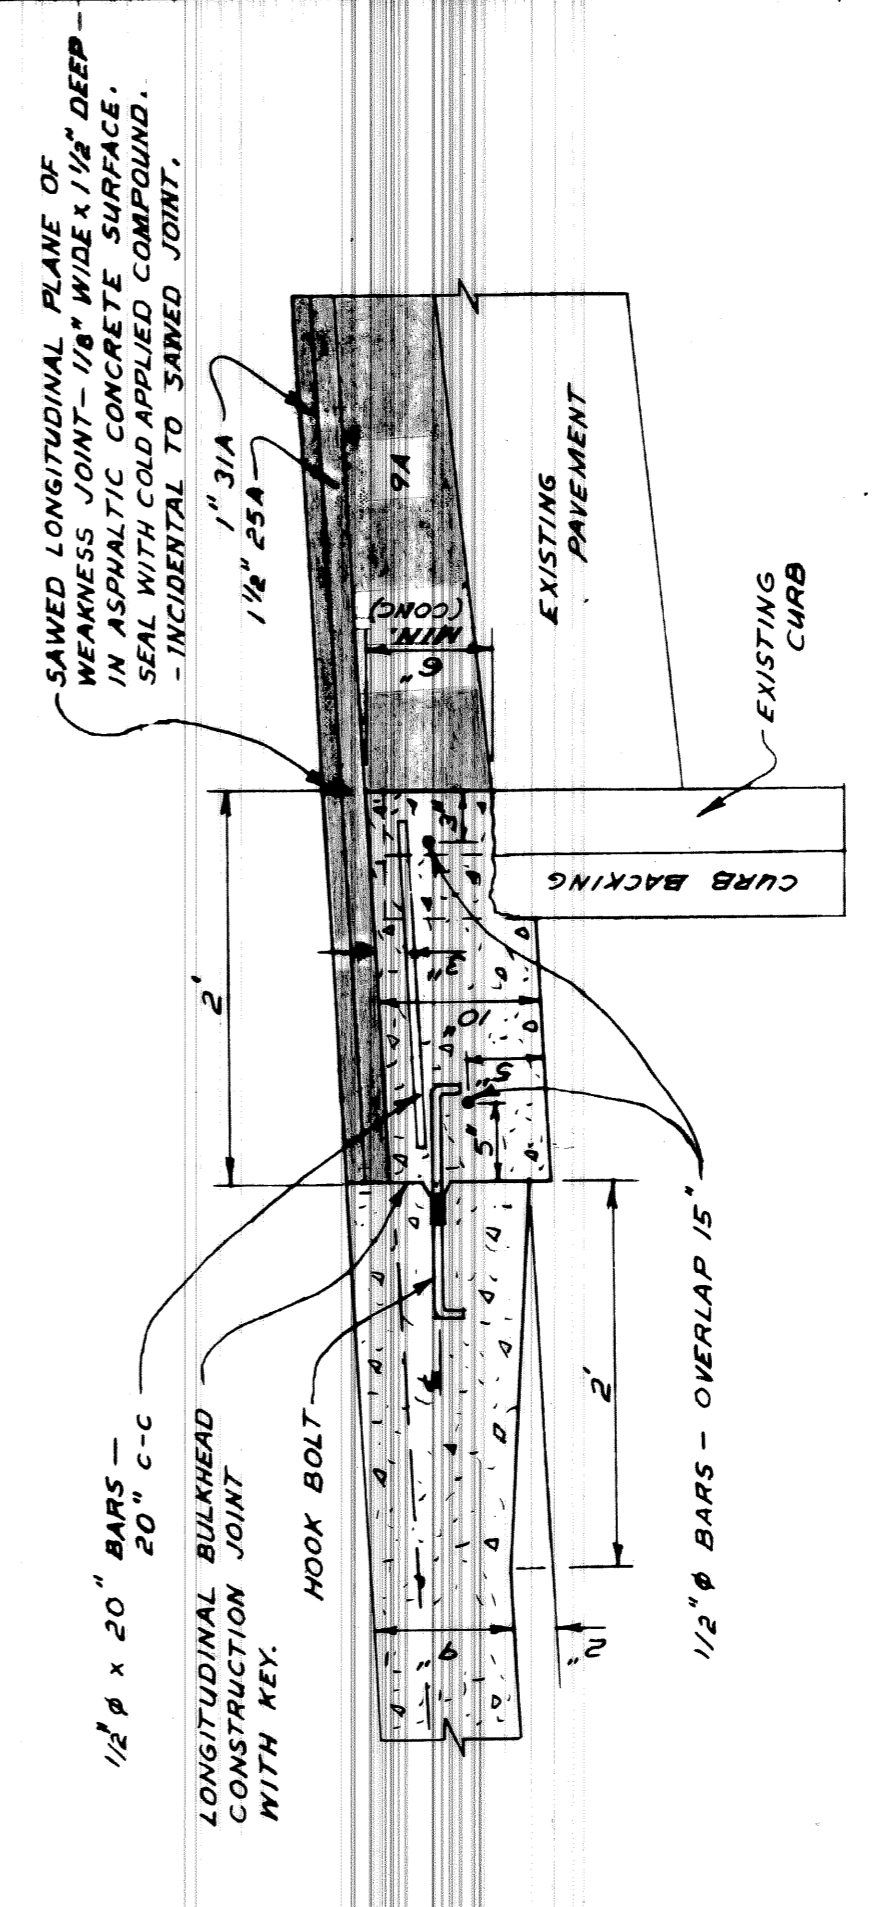 SAWED LONGITUDINAL PLANE OF
WEAKNESS JOINT - 1/8" WIDE x 1 1/2" DEEP -
IN ASPHALTIC CONCRETE SURFACE.
SEAL WITH COLD APPLIED COMPOUND.
- INCIDENTAL TO SAWED JOINT.
1" 31A
1 1/2" 25A
9A
6" MIN.
(CONC)
EXISTING
PAVEMENT
EXISTING
CURB
CURB BACKING
2'
3"
3"
10"
5"
5"
1/2" φ x 20" BARS -
20" C-C
LONGITUDINAL BULKHEAD
CONSTRUCTION JOINT
WITH KEY.
HOOK BOLT
9"
2'
2"
1/2" φ BARS - OVERLAP 15"